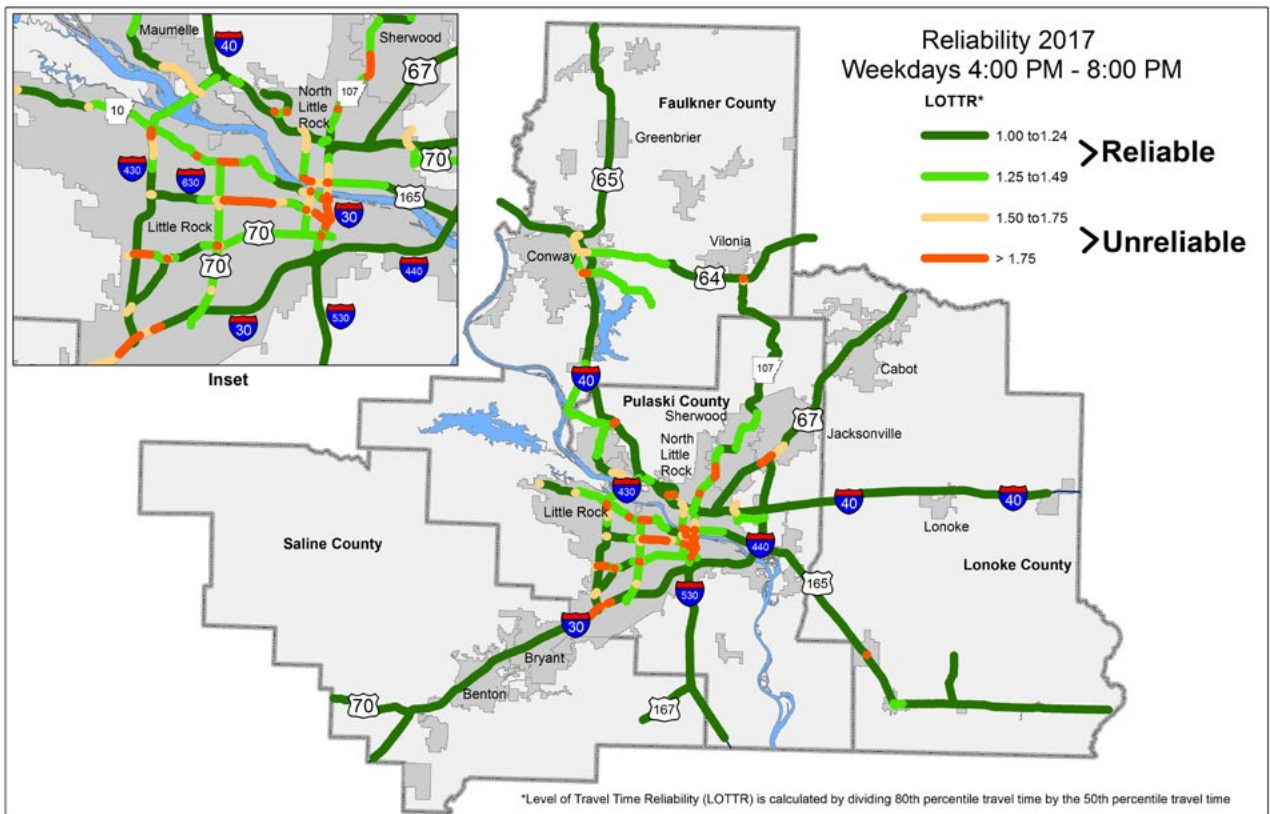 Reliability 2017
Weekdays 4:00 PM - 8:00 PM
LOTTR*
1.00 to1.24
1.25 to1.49
>Reliable
1.50 to1.75
> 1.75
>Unreliable
Maumelle
40
Sherwood
67
107
North
Little
Rock
10
70
430
630
165
Little Rock
30
70
70
440
30
530
Inset
Faulkner County
Greenbrier
65
Conway
Vilonia
64
107
40
Cabot
Pulaski County
Sherwood
67
Jacksonville
North
Little
Rock
430
40
40
Little Rock
Lonoke
Saline County
440
Lonoke County
165
530
30
Bryant
Benton
70
167
*Level of Travel Time Reliability (LOTTR) is calculated by dividing 80th percentile travel time by the 50th percentile travel time